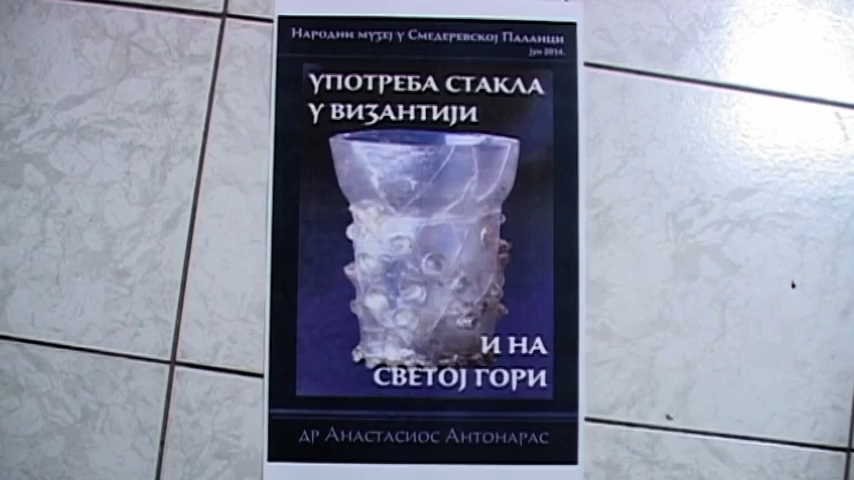 Народни музеј у Смедеревској Паланци
јун 2014.
УПОТРЕБА СТАКЛА
У ВИЗАНТИЈИ
И НА
СВЕТОЈ ГОРИ
др Анастасиос Антонарас